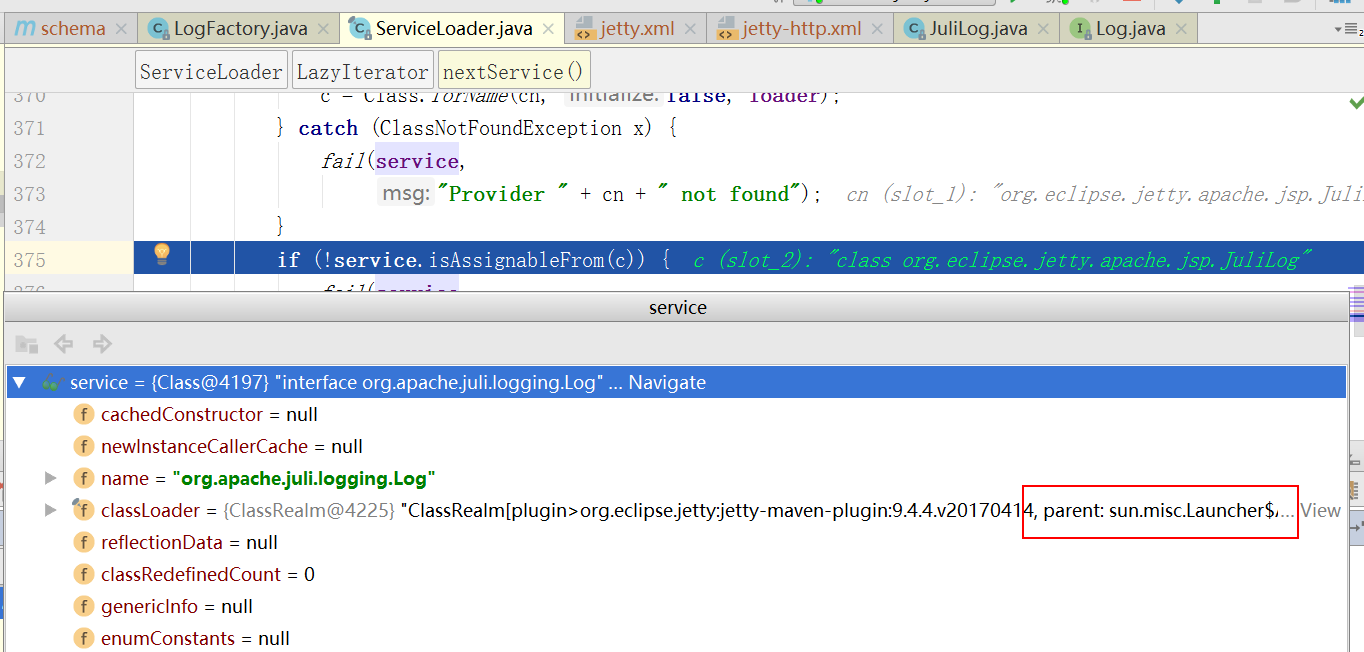 schema LogFactory.java ServiceLoader.java jetty.xml jetty-http.xml JuliLog.java Log.java
ServiceLoader LazyIterator nextService()
370 c = Class.forName(cn, initialize: false, loader);
371 } catch (ClassNotFoundException x) {
372 fail(service,
373 msg: "Provider " + cn + " not found"); cn (slot_1): "org.eclipse.jetty.apache.jsp.Juli
374 }
375 if (!service.isAssignableFrom(c)) { c (slot_2): "class org.eclipse.jetty.apache.jsp.JuliLog"
376 fail(service
service
service = {Class@4197} "interface org.apache.juli.logging.Log" ... Navigate
f cachedConstructor = null
f newInstanceCallerCache = null
f name = "org.apache.juli.logging.Log"
f classLoader = {ClassRealm@4225} "ClassRealm[plugin>org.eclipse.jetty:jetty-maven-plugin:9.4.4.v20170414, parent: sun.misc.Launcher$... View
f reflectionData = null
f classRedefinedCount = 0
f genericInfo = null
f enumConstants = null